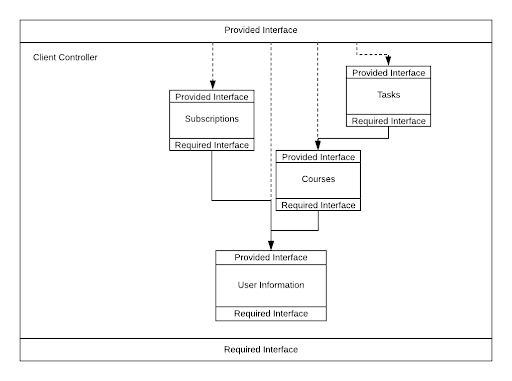 Provided Interface
Client Controller
Provided Interface
Tasks
Required Interface
Provided Interface
Subscriptions
Required Interface
Provided Interface
Courses
Required Interface
Provided Interface
User Information
Required Interface
Required Interface